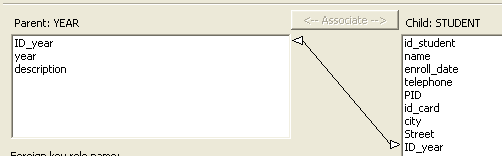 Parent: YEAR
<-- Associate -->
Child: STUDENT
ID_year
year
description
id_student
name
enroll_date
telephone
PID
id_card
city
Street
ID_year
Foreign key role name: